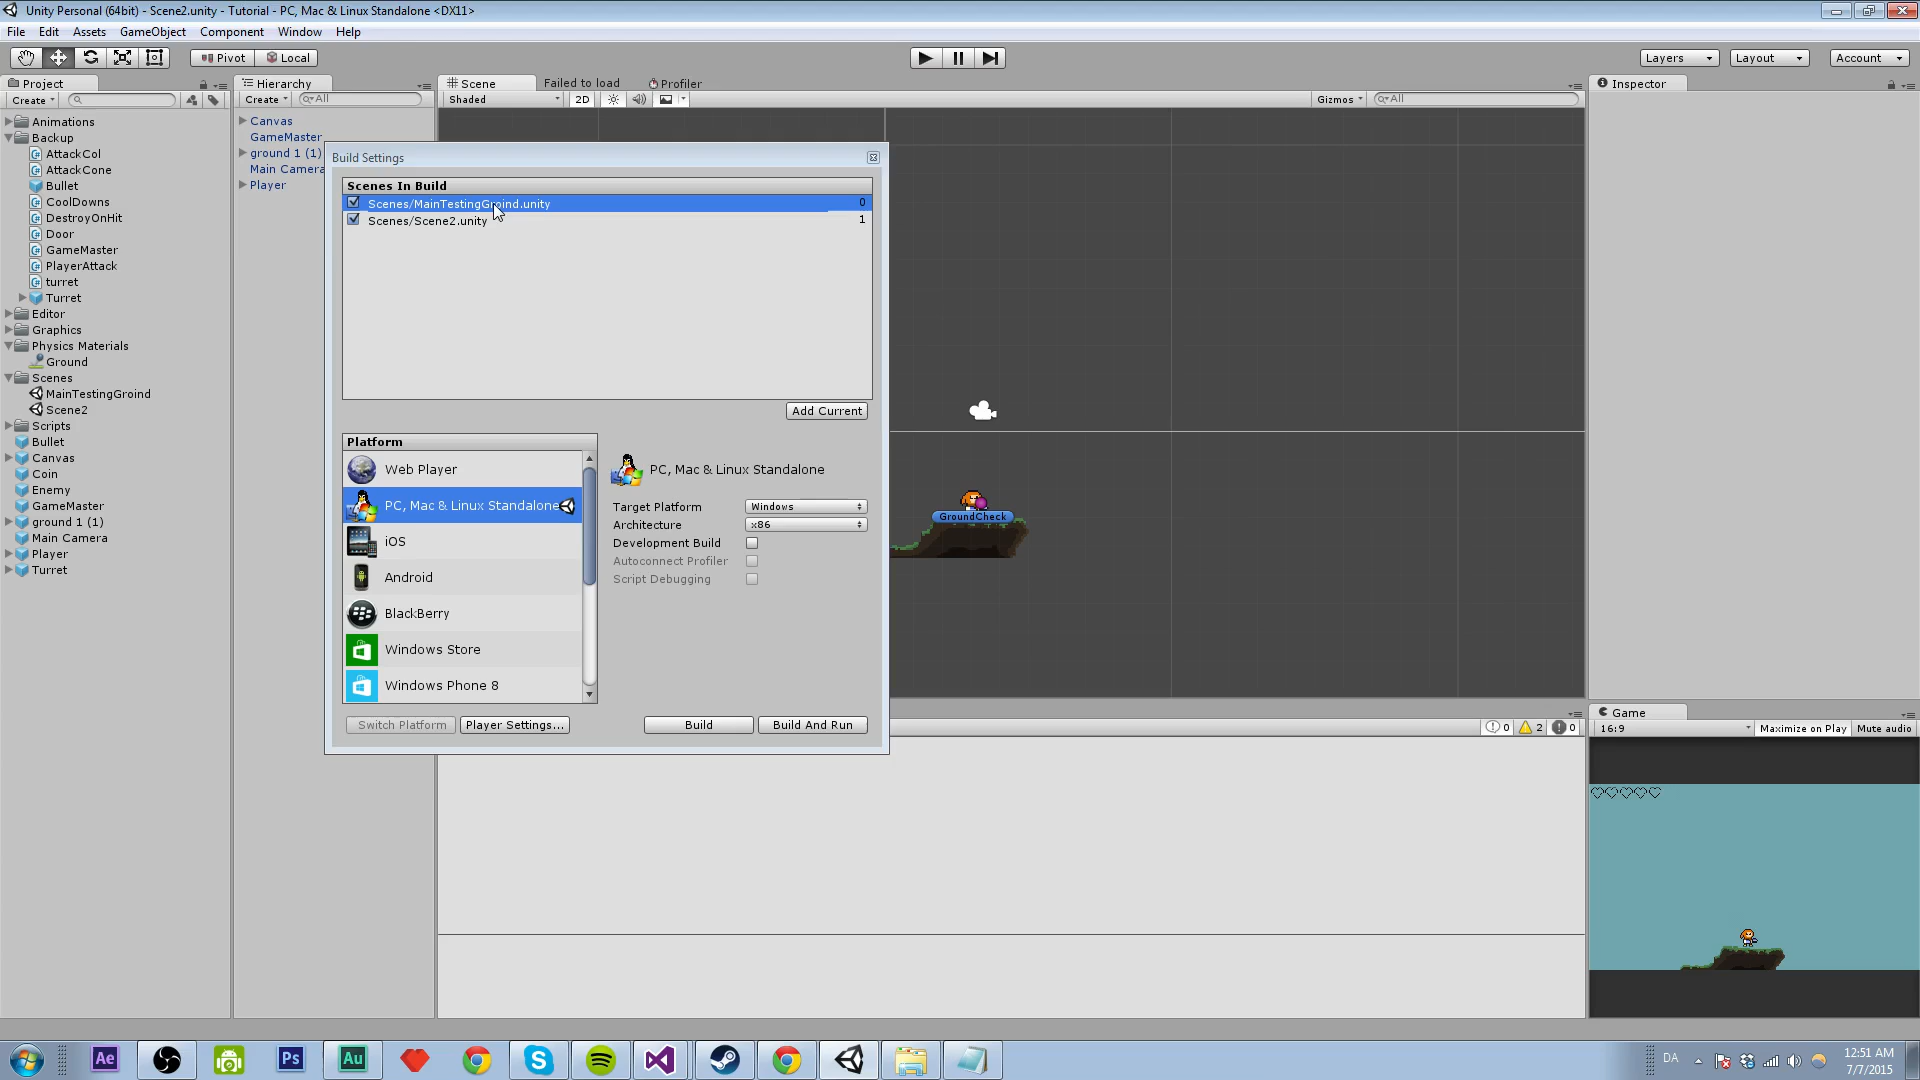 Unity Personal (64bit) - Scene2.unity - Tutorial - PC, Mac & Linux Standalone <DX11>
File Edit Assets GameObject Component Window Help
Pivot Local Layers Layout Account
Project Hierarchy Scene Failed to load Profiler Inspector
Create Create All Shaded 2D Gizmos All
Animations
Backup
AttackCol
AttackCone
Bullet
CoolDowns
DestroyOnHit
Door
GameMaster
PlayerAttack
turret
Turret
Editor
Graphics
Physics Materials
Ground
Scenes
MainTestingGroind
Scene2
Scripts
Bullet
Canvas
Coin
Enemy
GameMaster
ground 1 (1)
Main Camera
Player
Turret
Canvas
GameMaster
ground 1 (1)
Main Camera
Player
Build Settings
Scenes In Build
Scenes/MainTestingGroind.unity 0
Scenes/Scene2.unity 1
Add Current
Platform
Web Player
PC, Mac & Linux Standalone
iOS
Android
BlackBerry
Windows Store
Windows Phone 8
PC, Mac & Linux Standalone
Target Platform Windows
Architecture x86
Development Build
Autoconnect Profiler
Script Debugging
Switch Platform Player Settings... Build Build And Run
GroundCheck
0 2 0
Game
16:9 Maximize on Play Mute audio
Ae Ps Au
DA
12:51 AM
7/7/2015